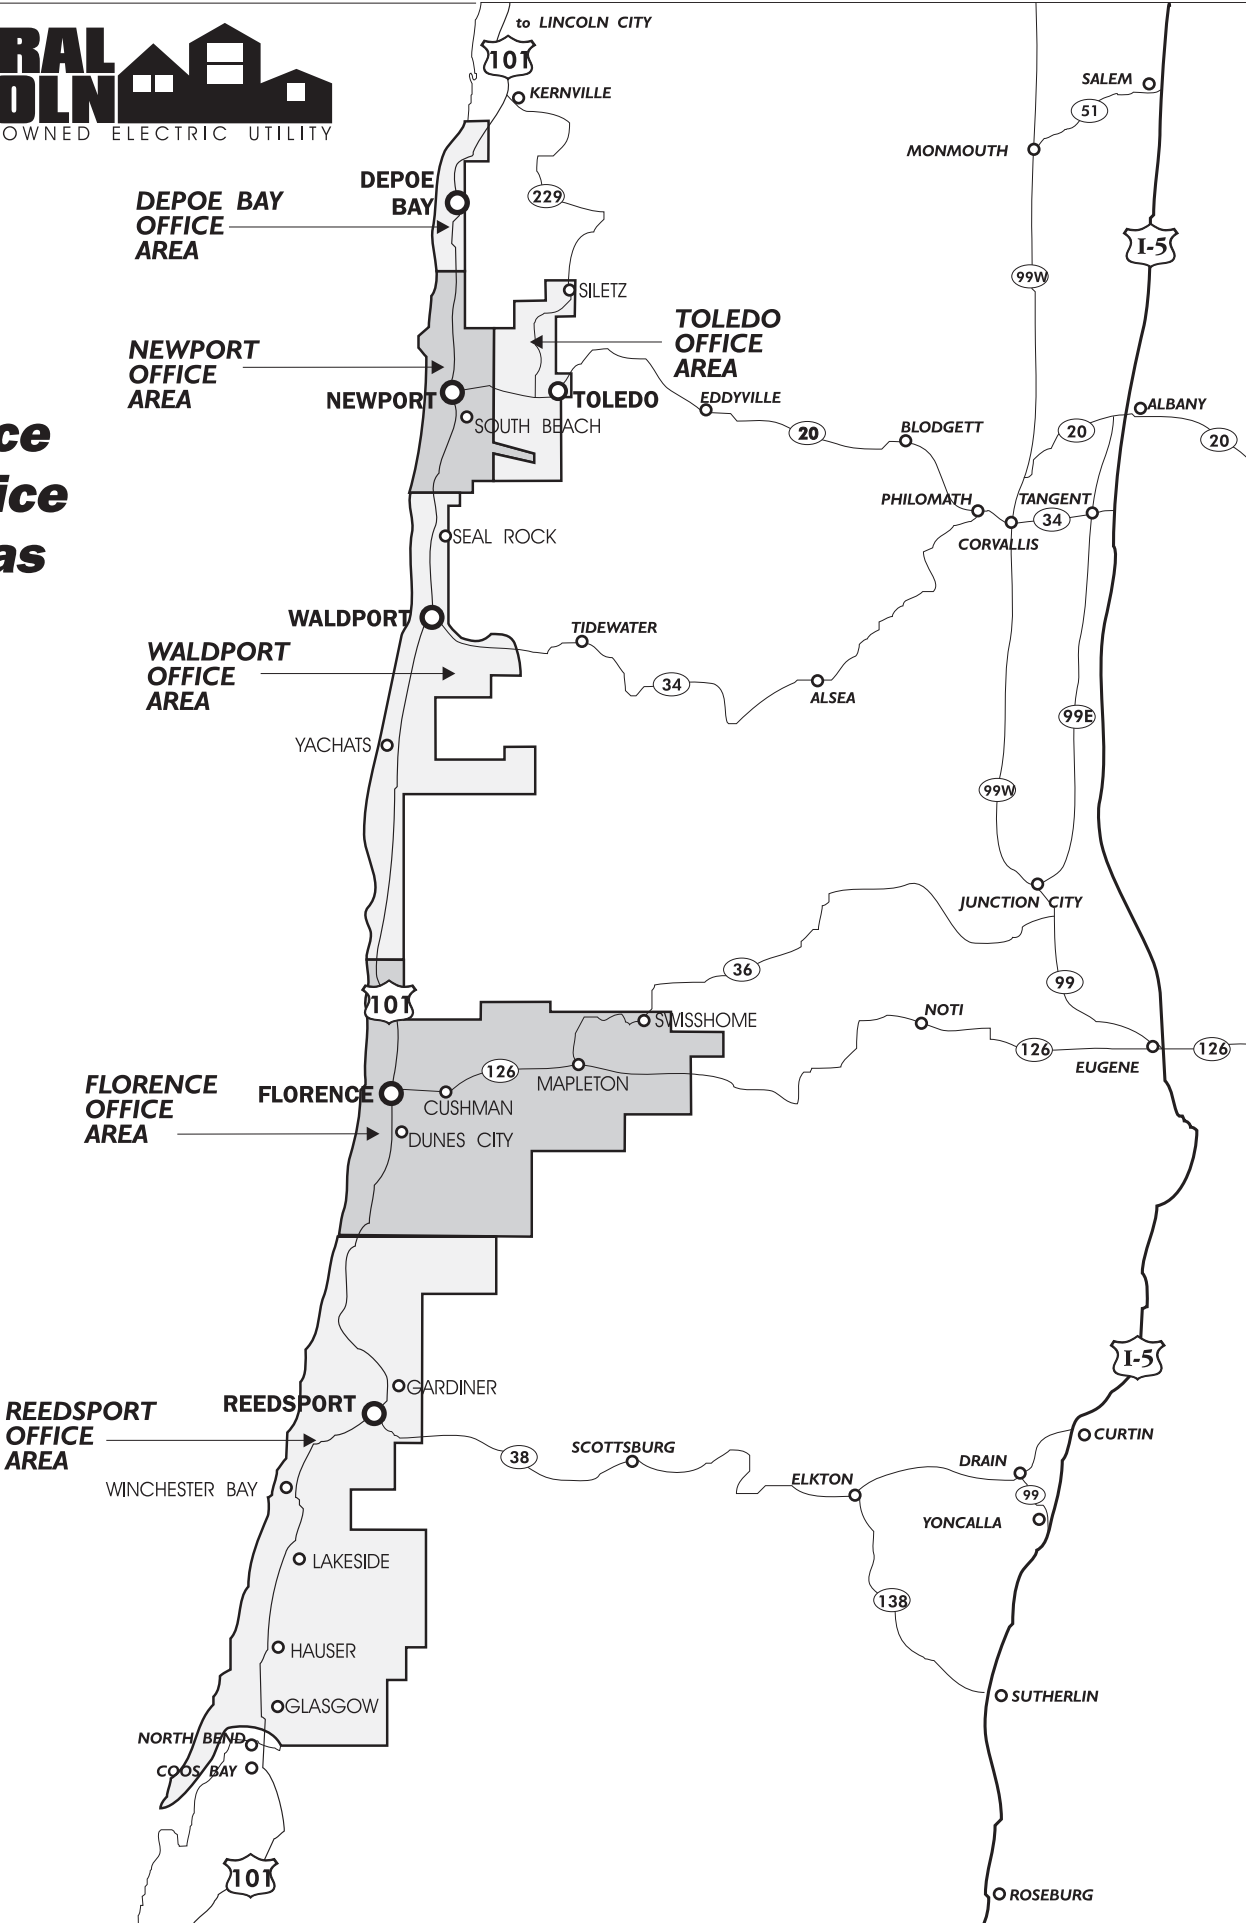 to LINCOLN CITY
101
RAL
OLN
OWNED ELECTRIC UTILITY
KERNVILLE
SALEM
51
MONMOUTH
DEPOE
BAY
DEPOE BAY
OFFICE
AREA
229
I-5
99W
SILETZ
TOLEDO
OFFICE
AREA
NEWPORT
OFFICE
AREA
NEWPORT
TOLEDO
EDDYVILLE
ALBANY
SOUTH BEACH
20
BLODGETT
20
20
ce
ice
as
PHILOMATH
TANGENT
34
CORVALLIS
SEAL ROCK
WALDPORT
TIDEWATER
WALDPORT
OFFICE
AREA
34
ALSEA
99E
YACHATS
99W
JUNCTION CITY
36
99
101
SWISSHOME
NOTI
126
126
EUGENE
126
MAPLETON
FLORENCE
OFFICE
AREA
FLORENCE
CUSHMAN
DUNES CITY
I-5
GARDINER
REEDSPORT
REEDSPORT
OFFICE
AREA
38
SCOTTSBURG
CURTIN
DRAIN
ELKTON
99
WINCHESTER BAY
YONCALLA
LAKESIDE
138
HAUSER
GLASGOW
SUTHERLIN
NORTH BEND
COOS BAY
101
ROSEBURG